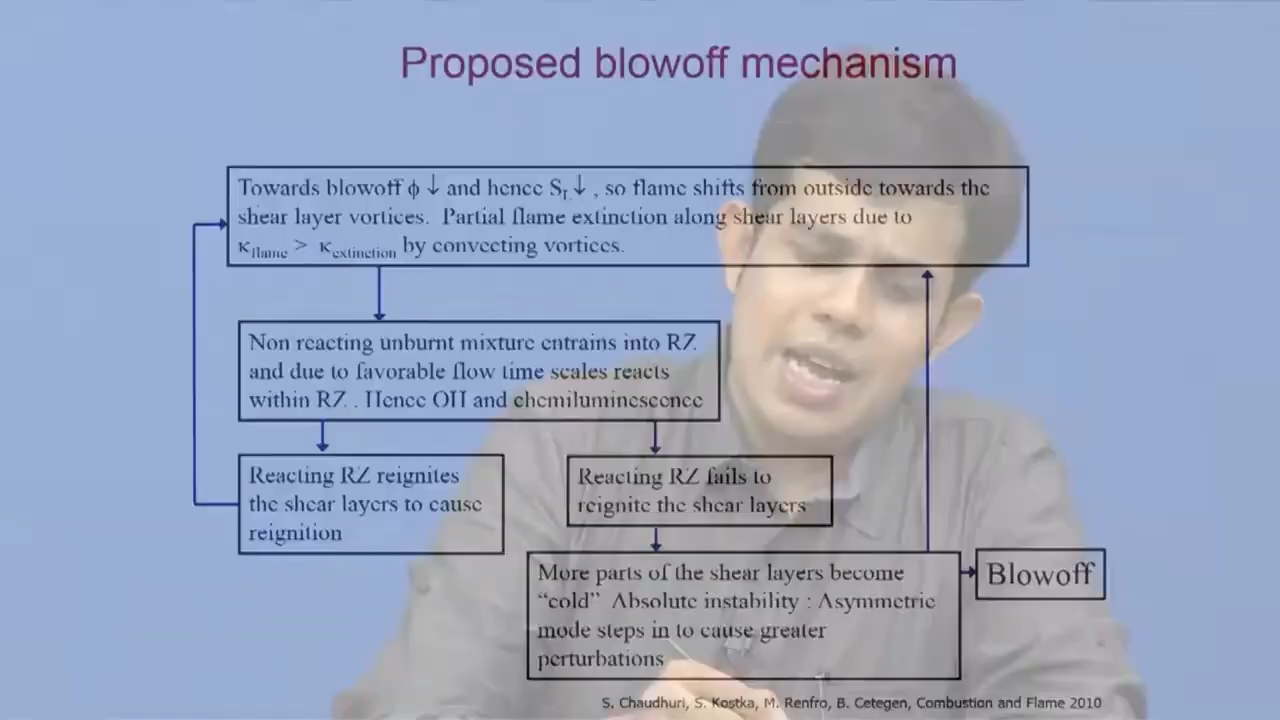 Proposed blowoff mechanism
Towards blowoff ϕ ↓ and hence S_L ↓ , so flame shifts from outside towards the
shear layer vortices. Partial flame extinction along shear layers due to
κ_flame > κ_extinction by convecting vortices.
Non reacting unburnt mixture entrains into RZ
and due to favorable flow time scales reacts
within RZ . Hence OH and chemiluminescence
Reacting RZ reignites
the shear layers to cause
reignition
Reacting RZ fails to
reignite the shear layers
More parts of the shear layers become
“cold” Absolute instability : Asymmetric
mode steps in to cause greater
perturbations
Blowoff
S. Chaudhuri, S. Kostka, M. Renfro, B. Cetegen, Combustion and Flame 2010